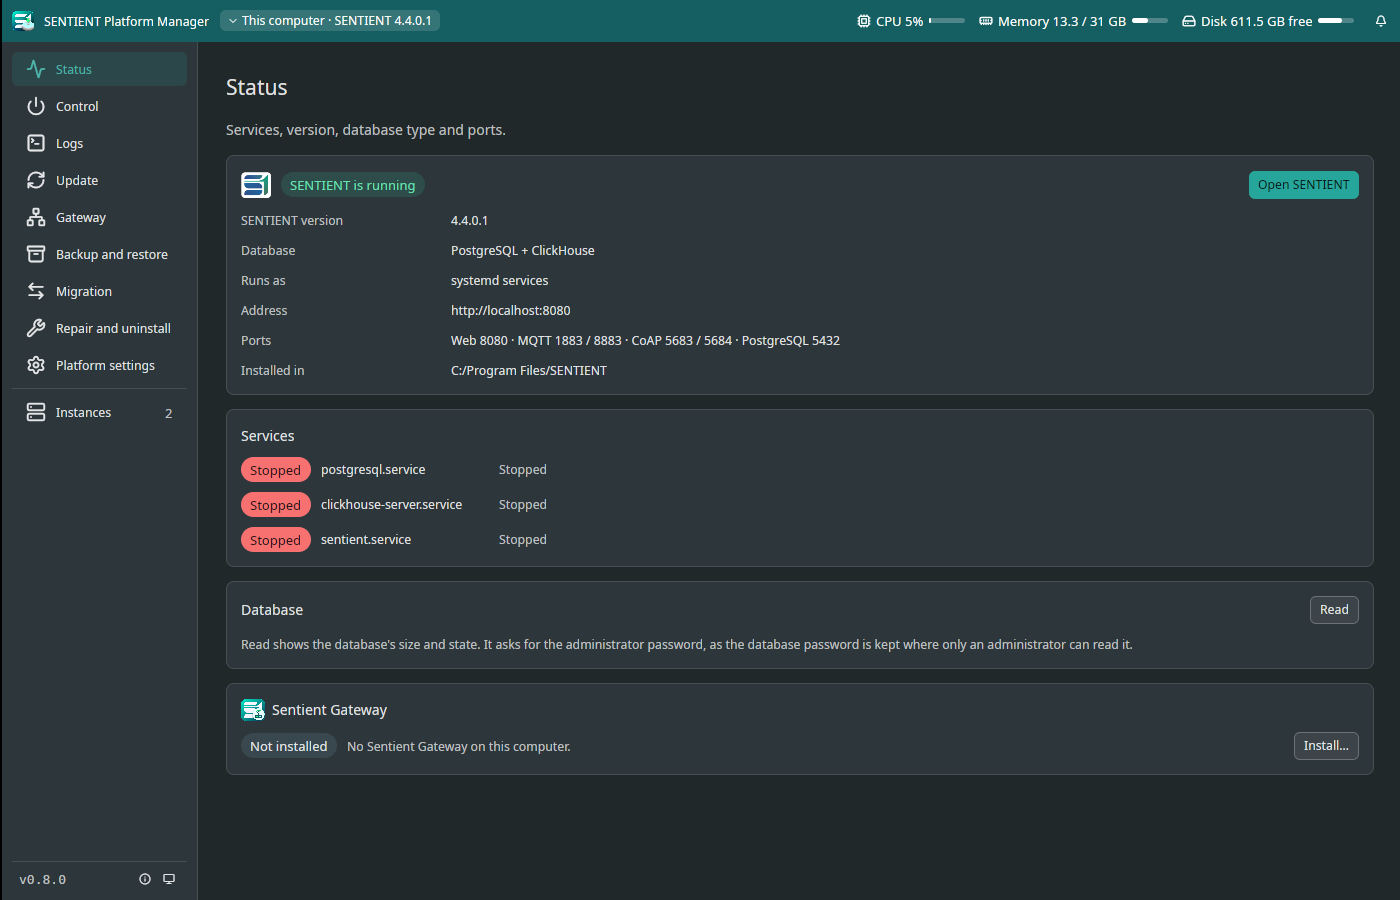 SENTIENT Platform Manager
This computer · SENTIENT 4.4.0.1
CPU 5%
Memory 13.3 / 31 GB
Disk 611.5 GB free
Status
Control
Logs
Update
Gateway
Backup and restore
Migration
Repair and uninstall
Platform settings
Instances 2
v0.8.0
Status
Services, version, database type and ports.
SENTIENT is running
Open SENTIENT
SENTIENT version 4.4.0.1
Database PostgreSQL + ClickHouse
Runs as systemd services
Address http://localhost:8080
Ports Web 8080 · MQTT 1883 / 8883 · CoAP 5683 / 5684 · PostgreSQL 5432
Installed in C:/Program Files/SENTIENT
Services
Stopped postgresql.service Stopped
Stopped clickhouse-server.service Stopped
Stopped sentient.service Stopped
Database
Read
Read shows the database's size and state. It asks for the administrator password, as the database password is kept where only an administrator can read it.
Sentient Gateway
Not installed No Sentient Gateway on this computer.
Install...